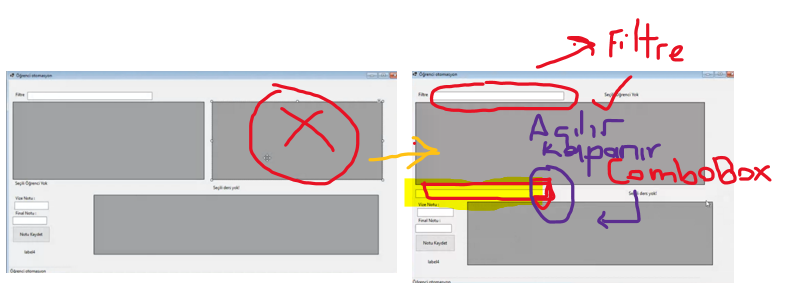 Filtre
Öğrenci otomasyon
Filtre
Seçili Öğrenci Yok
Seçili ders yok!
Vize Notu :
Final Notu :
Notu Kaydet
label4
Öğrenci otomasyon
Öğrenci otomasyon
Filtre
Seçili Öğrenci Yok
Açılır
kapanır
ComboBox
Seçili ders yok!
Vize Notu :
Final Notu :
Notu Kaydet
label4
Öğrenci otomasyon